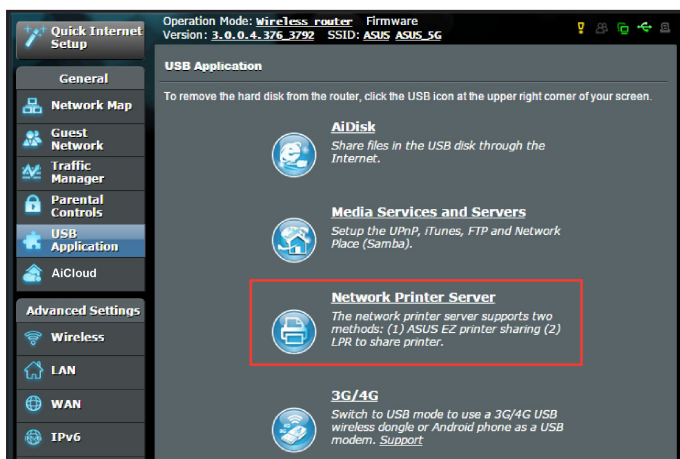 Quick Internet
Setup
Operation Mode: Wireless router Firmware
Version: 3.0.0.4.376_3792 SSID: ASUS ASUS_5G
General
Network Map
Guest
Network
Traffic
Manager
Parental
Controls
USB
Application
AiCloud
Advanced Settings
Wireless
LAN
WAN
IPv6
USB Application
To remove the hard disk from the router, click the USB icon at the upper right corner of your screen.
AiDisk
Share files in the USB disk through the
Internet.
Media Services and Servers
Setup the UPnP, iTunes, FTP and Network
Place (Samba).
Network Printer Server
The network printer server supports two
methods: (1) ASUS EZ printer sharing (2)
LPR to share printer.
3G/4G
Switch to USB mode to use a 3G/4G USB
wireless dongle or Android phone as a USB
modem. Support